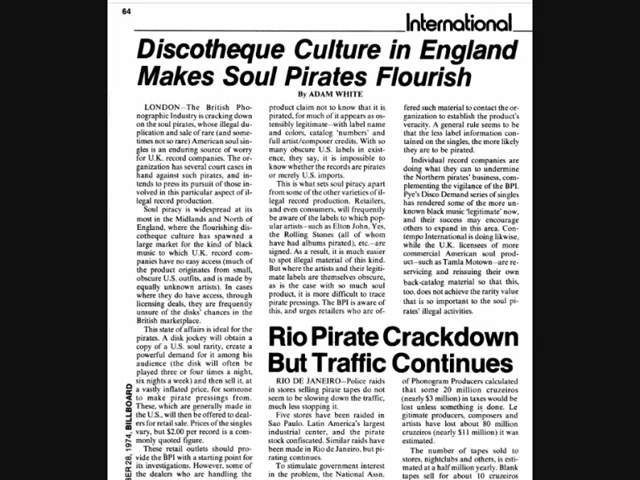 64
International
Discotheque Culture in England
Makes Soul Pirates Flourish
By ADAM WHITE
LONDON—The British Pho-
nographic Industry is cracking down
on the soul pirates, whose illegal du-
plication and sale of rare (and some-
times not so rare) American soul sin-
gles is an enduring source of worry
for U.K. record companies. The or-
ganization has several court cases in
hand against such pirates, and in-
tends to press its pursuit of those in-
volved in this particular aspect of il-
legal record production.
Soul piracy is widespread at its
most in the Midlands and North of
England, where the flourishing dis-
cotheque culture has spawned a
large market for the kind of black
music to which U.K. record com-
panies have no easy access (much of
the product originates from small,
obscure U.S. outfits, and is made by
equally unknown artists). In cases
where they do have access, through
licensing deals, they are frequently
unsure of the disks' chances in the
British marketplace.
This state of affairs is ideal for the
pirates. A disk jockey will obtain a
copy of a U.S. soul rarity, create a
powerful demand for it among his
audience (the disk will often be
played three or four times a night,
six nights a week) and then sell it, at
a vastly inflated price, for someone
to make pirate pressings from.
These, which are generally made in
the U.S., will then be offered to deal-
ers for retail sale. Prices of the singles
vary, but $2.00 per record is a com-
monly quoted figure.
These retail outlets should pro-
vide the BPI with a starting point for
its investigations. However, some of
the dealers who are handling the
product claim not to know that it is
pirated, for much of it appears as os-
tensibly legitimate—with label name
and colors, catalog 'numbers' and
full artist/composer credits. With so
many obscure U.S. labels in exist-
ence, they say, it is impossible to
know whether the records are pirates
or merely U.S. imports.
This is what sets soul piracy apart
from some of the other varieties of il-
legal record production. Retailers,
and even consumers, will frequently
be aware of the labels to which pop-
ular artists—such as Elton John, Yes,
the Rolling Stones (all of whom
have had albums pirated), etc.—are
signed. As a result, it is much easier
to spot illegal material of this kind.
But where the artists and their legiti-
mate labels are themselves obscure,
as is the case with so much soul
product, it is more difficult to trace
pirate pressings. The BPI is aware of
this, and urges retailers who are of-
fered such material to contact the or-
ganization to establish the product's
veracity. A general rule seems to be
that the less label information con-
tained on the singles, the more likely
they are to be pirated.
Individual record companies are
doing what they can to undermine
the Northern pirates' business, com-
plementing the vigilance of the BPI.
Pye's Disco Demand series of singles
has rendered some of the more un-
known black music 'legitimate' now,
and their success may encourage
others to expand in this area. Con-
tempo International is doing likewise,
while the U.K. licensees of more
commercial American soul prod-
uct—such as Tamla Motown—are re-
servicing and reissuing their own
back-catalog material so that this,
too, does not achieve the rarity value
that is so important to the soul pi-
rates' illegal activities.
Rio Pirate Crackdown
But Traffic Continues
RIO DE JANEIRO—Police raids
in stores selling pirate tapes do not
seem to be slowing down the traffic,
much less stopping it.
Five stores have been raided in
Sao Paulo, Latin America's largest
industrial center, and the pirate
stock confiscated. Similar raids have
been made in Rio de Janeiro, but pi-
rating continues.
To stimulate government interest
in the problem, the National Assn.
of Phonogram Producers calculated
that some 20 million cruzeiros
(nearly $3 million) in taxes would be
lost unless something is done. Le
gitimate producers, composers and
artists have lost about 80 million
cruzeiros (nearly $11 million) it was
estimated.
The number of tapes sold to
stores, nightclubs and others, is esti-
mated at a half million yearly. Blank
tapes sell for about 10 cruzeiros
BER 28, 1974, BILLBOARD